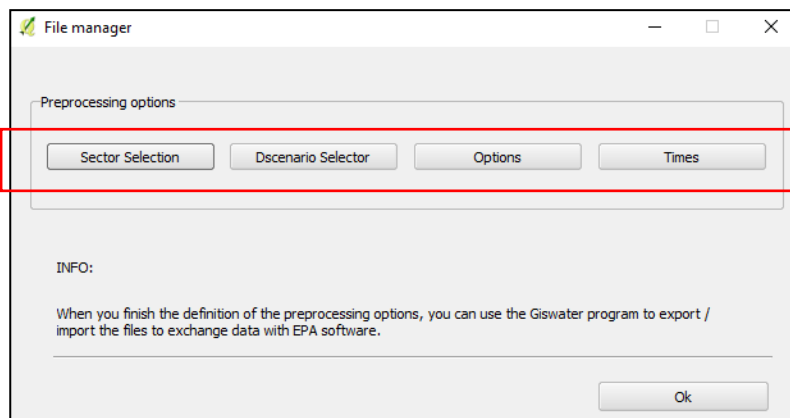 File manager
Preprocessing options
Sector Selection
Dscenario Selector
Options
Times
INFO:
When you finish the definition of the preprocessing options, you can use the Giswater program to export /
import the files to exchange data with EPA software.
Ok